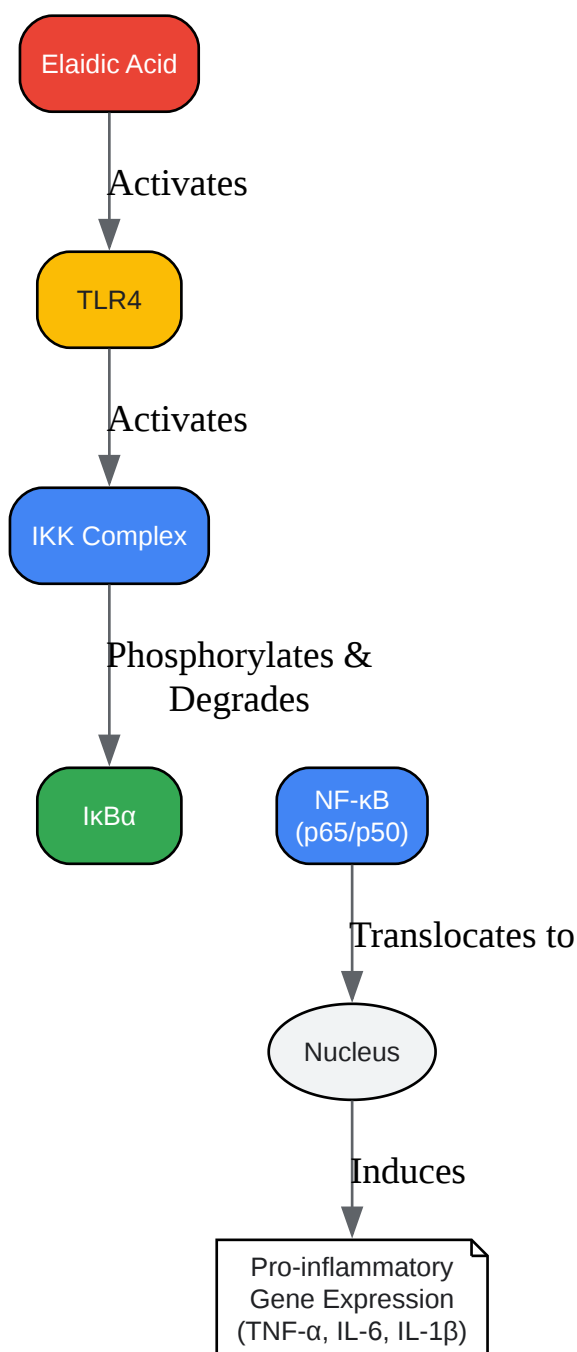 Elaidic Acid
Activates
TLR4
Activates
IKK Complex
Phosphorylates &
Degrades
IκBα
NF-κB
(p65/p50)
Translocates to
Nucleus
Induces
Pro-inflammatory
Gene Expression
(TNF-α, IL-6, IL-1β)